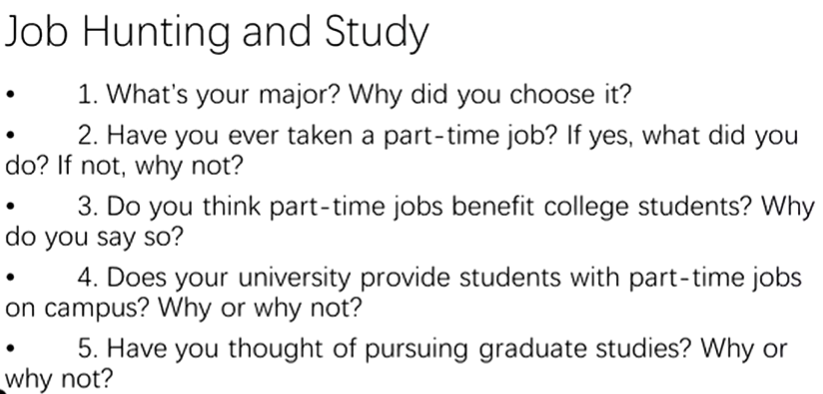 Job Hunting and Study
• 1. What's your major? Why did you choose it?
• 2. Have you ever taken a part-time job? If yes, what did you
do? If not, why not?
• 3. Do you think part-time jobs benefit college students? Why
do you say so?
• 4. Does your university provide students with part-time jobs
on campus? Why or why not?
• 5. Have you thought of pursuing graduate studies? Why or
why not?